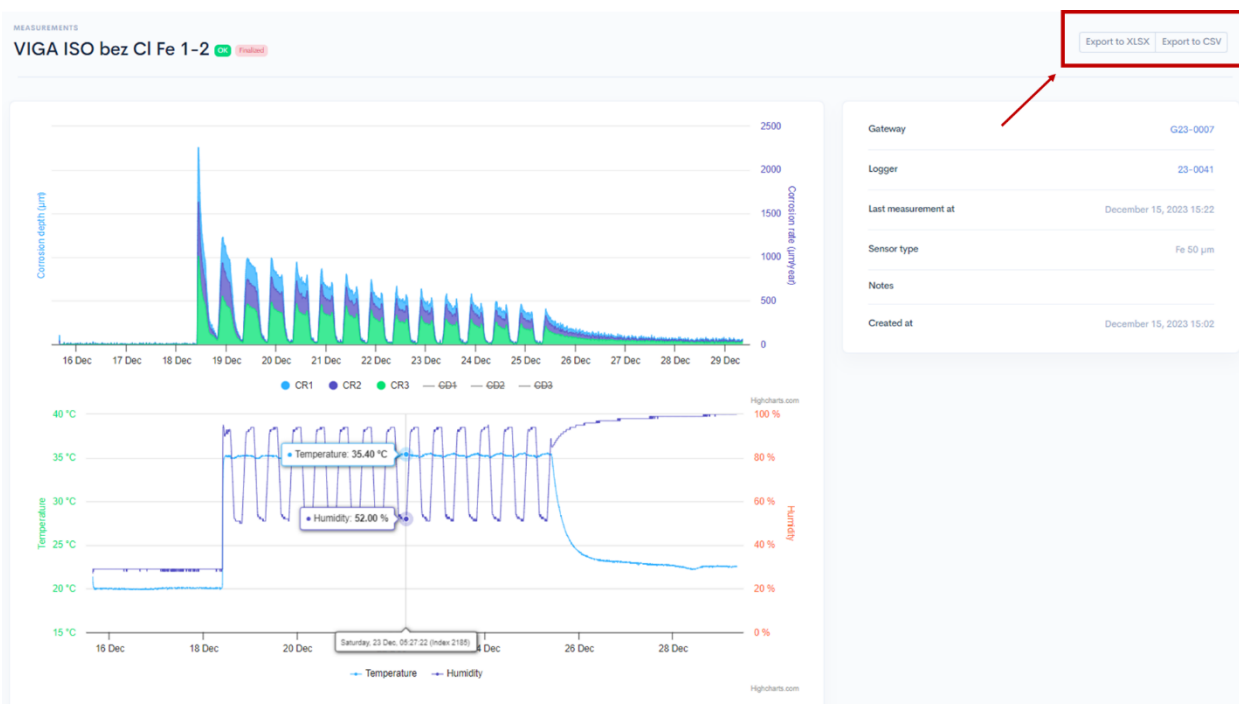 MEASUREMENTS
VIGA ISO bez Cl Fe 1-2 OK Finalized
Export to XLSX Export to CSV
2500
2000
1500
1000
500
0
Corrosion depth (µm)
Corrosion rate (µm/year)
16 Dec 17 Dec 18 Dec 19 Dec 20 Dec 21 Dec 22 Dec 23 Dec 24 Dec 25 Dec 26 Dec 27 Dec 28 Dec 29 Dec
CR1 CR2 CR3 CD1 CD2 CD3
Highcharts.com
40 °C 100 %
35 °C 80 %
30 °C 60 %
25 °C 40 %
20 °C 20 %
15 °C 0 %
Temperature
Humidity
Temperature: 35.40 °C
Humidity: 52.00 %
Saturday, 23 Dec, 05:27:22 (Index 2185)
16 Dec 18 Dec 20 Dec 4 Dec 26 Dec 28 Dec
Temperature Humidity
Highcharts.com
Gateway G23-0007
Logger 23-0041
Last measurement at December 15, 2023 15:22
Sensor type Fe 50 µm
Notes
Created at December 15, 2023 15:02